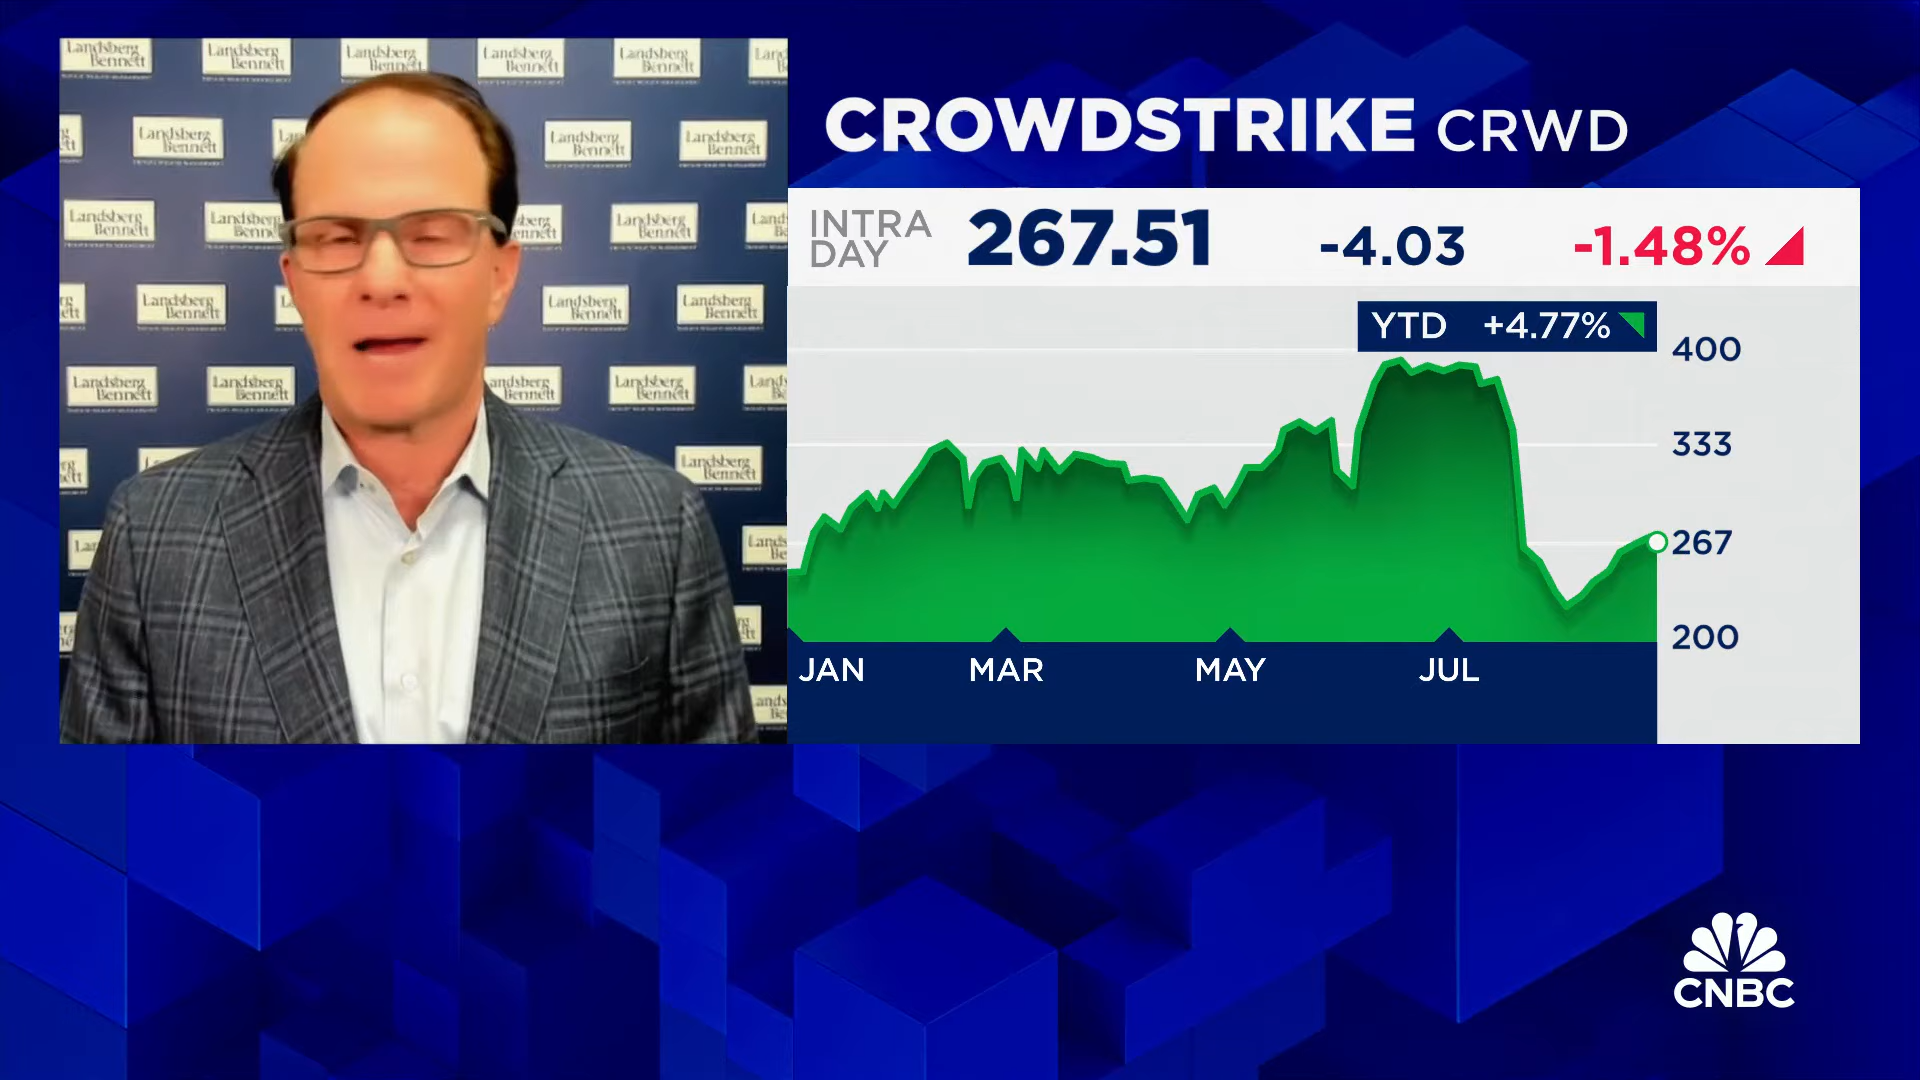 Landsberg
Bennett
CROWDSTRIKE CRWD
INTRA
DAY
267.51
-4.03
-1.48%
YTD +4.77%
400
333
267
200
JAN
MAR
MAY
JUL
CNBC